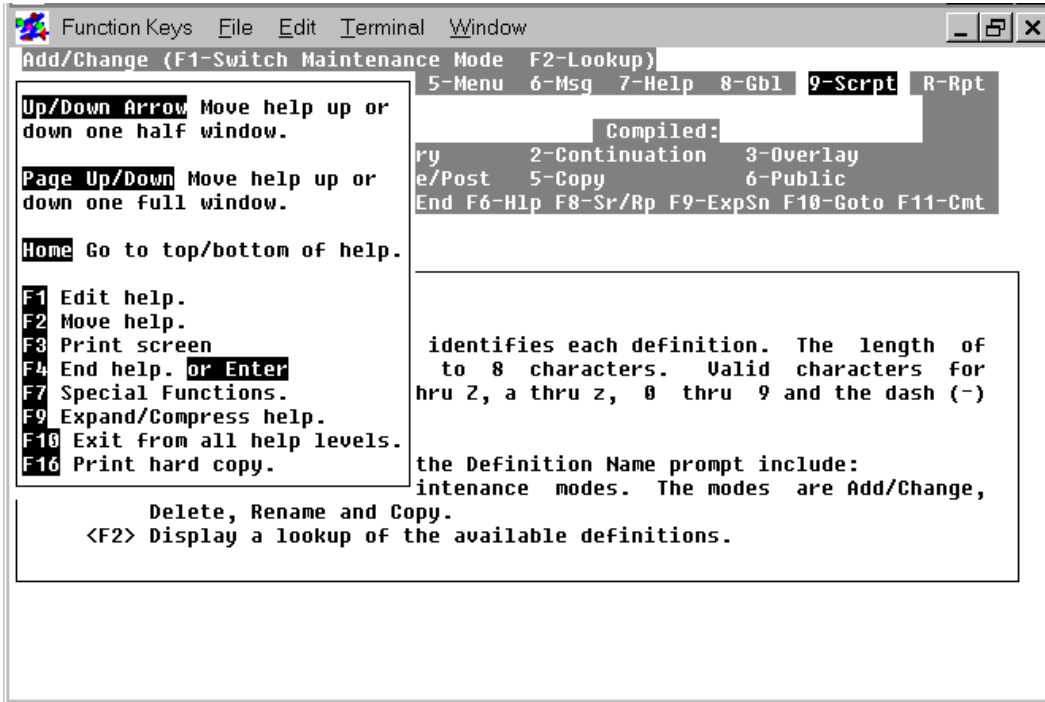 Function Keys File Edit Terminal Window
Add/Change (F1-Switch Maintenance Mode F2-Lookup)
5-Menu 6-Msg 7-Help 8-Gbl 9-Scrpt R-Rpt
Compiled:
ry 2-Continuation 3-Overlay
e/Post 5-Copy 6-Public
End F6-Hlp F8-Sr/Rp F9-ExpSn F10-Goto F11-Cmt
Up/Down Arrow Move help up or
down one half window.
Page Up/Down Move help up or
down one full window.
Home Go to top/bottom of help.
F1 Edit help.
F2 Move help.
F3 Print screen
F4 End help. or Enter
F7 Special Functions.
F9 Expand/Compress help.
F10 Exit from all help levels.
F16 Print hard copy.
identifies each definition. The length of
to 8 characters. Valid characters for
hru Z, a thru z, 0 thru 9 and the dash (-)
the Definition Name prompt include:
intenance modes. The modes are Add/Change,
Delete, Rename and Copy.
<F2> Display a lookup of the available definitions.